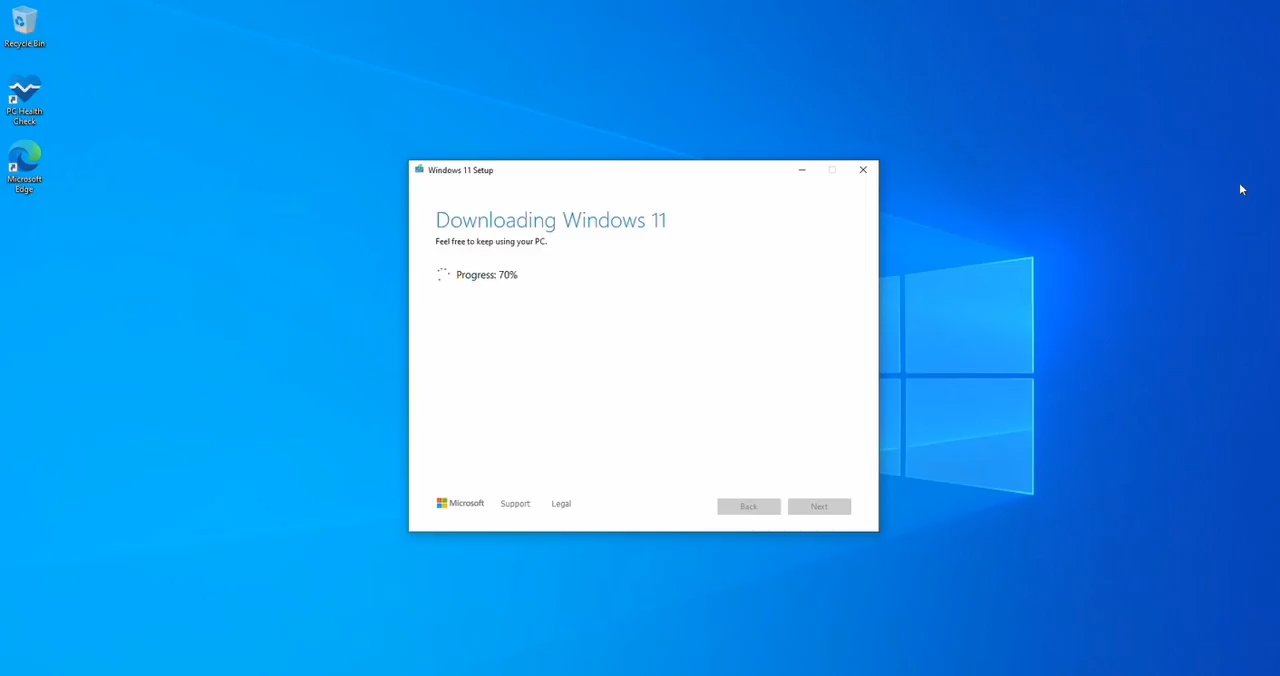 Recycle Bin
PC Health
Check
Microsoft
Edge
Windows 11 Setup
Downloading Windows 11
Feel free to keep using your PC.
Progress: 70%
Microsoft Support Legal
Back Next